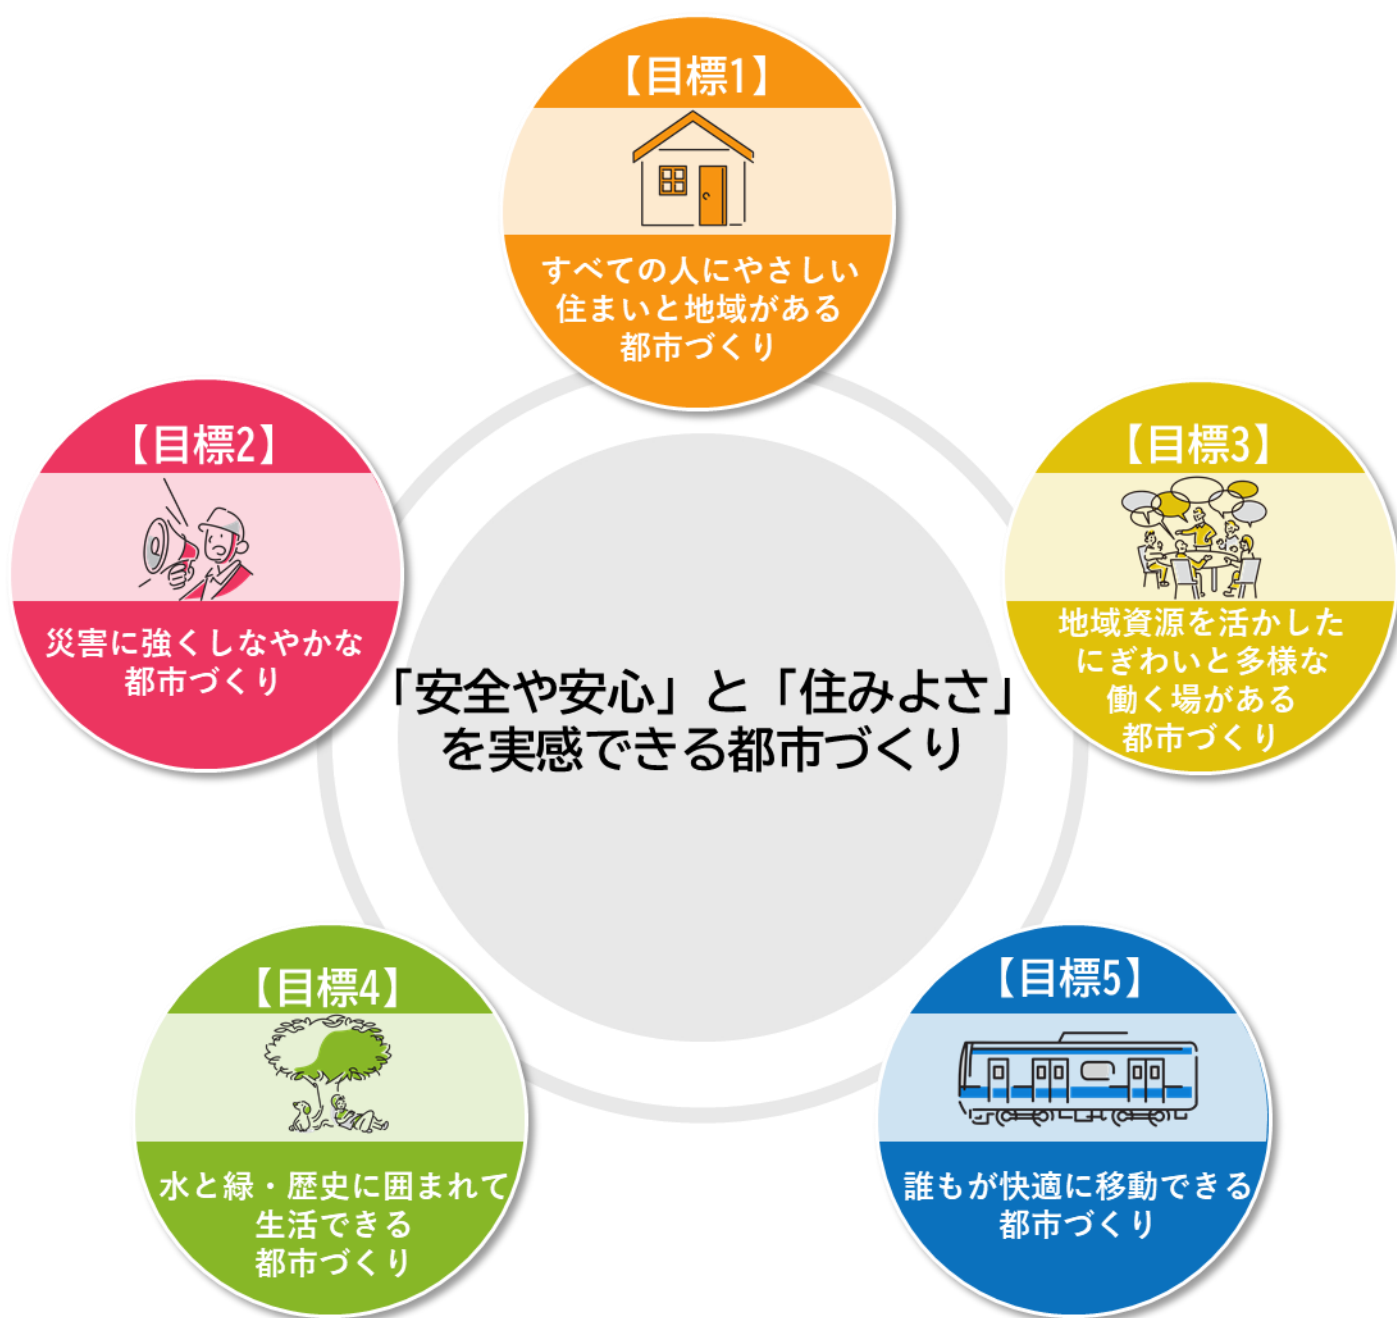 【目標1】
すべての人にやさしい
住まいと地域がある
都市づくり
【目標2】
災害に強くしなやかな
都市づくり
【目標3】
地域資源を活かした
にぎわいと多様な
働く場がある
都市づくり
「安全や安心」と「住みよさ」
を実感できる都市づくり
【目標4】
水と緑・歴史に囲まれて
生活できる
都市づくり
【目標5】
誰もが快適に移動できる
都市づくり